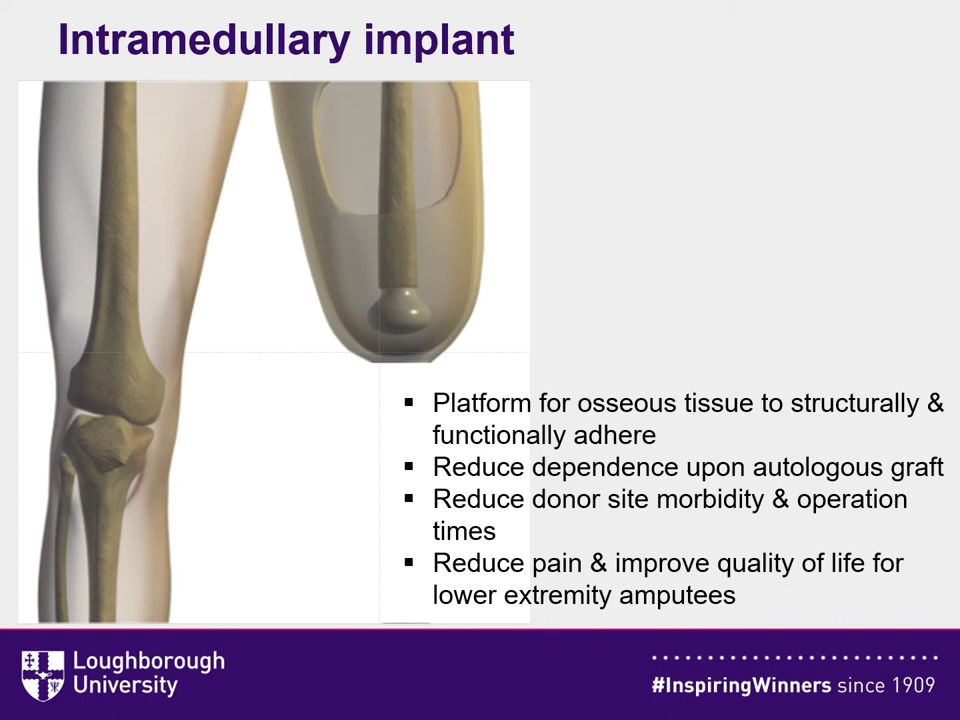 Intramedullary implant
▪ Platform for osseous tissue to structurally &
functionally adhere
▪ Reduce dependence upon autologous graft
▪ Reduce donor site morbidity & operation
times
▪ Reduce pain & improve quality of life for
lower extremity amputees
Loughborough
University
#InspiringWinners since 1909